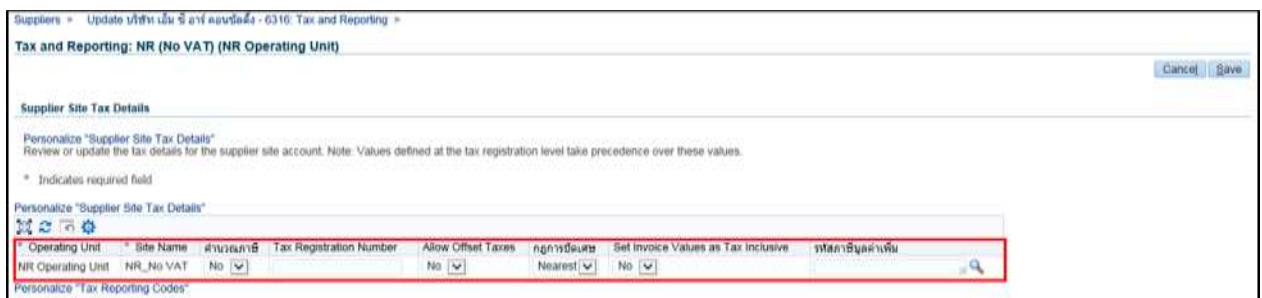 Suppliers > Update บริษัท เอ็น ซี อาร์ คอนซัลติ้ง - 6316: Tax and Reporting >
Tax and Reporting: NR (No VAT) (NR Operating Unit)
Cancel Save
Supplier Site Tax Details
Personalize "Supplier Site Tax Details"
Review or update the tax details for the supplier site account. Note: Values defined at the tax registration level take precedence over these values.
* Indicates required field
Personalize "Supplier Site Tax Details"
* Operating Unit * Site Name คำนวณภาษี Tax Registration Number Allow Offset Taxes กฎการปัดเศษ Set Invoice Values as Tax Inclusive รหัสภาษีมูลค่าเพิ่ม
NR Operating Unit NR_No VAT No No Nearest No
Personalize "Tax Reporting Codes"